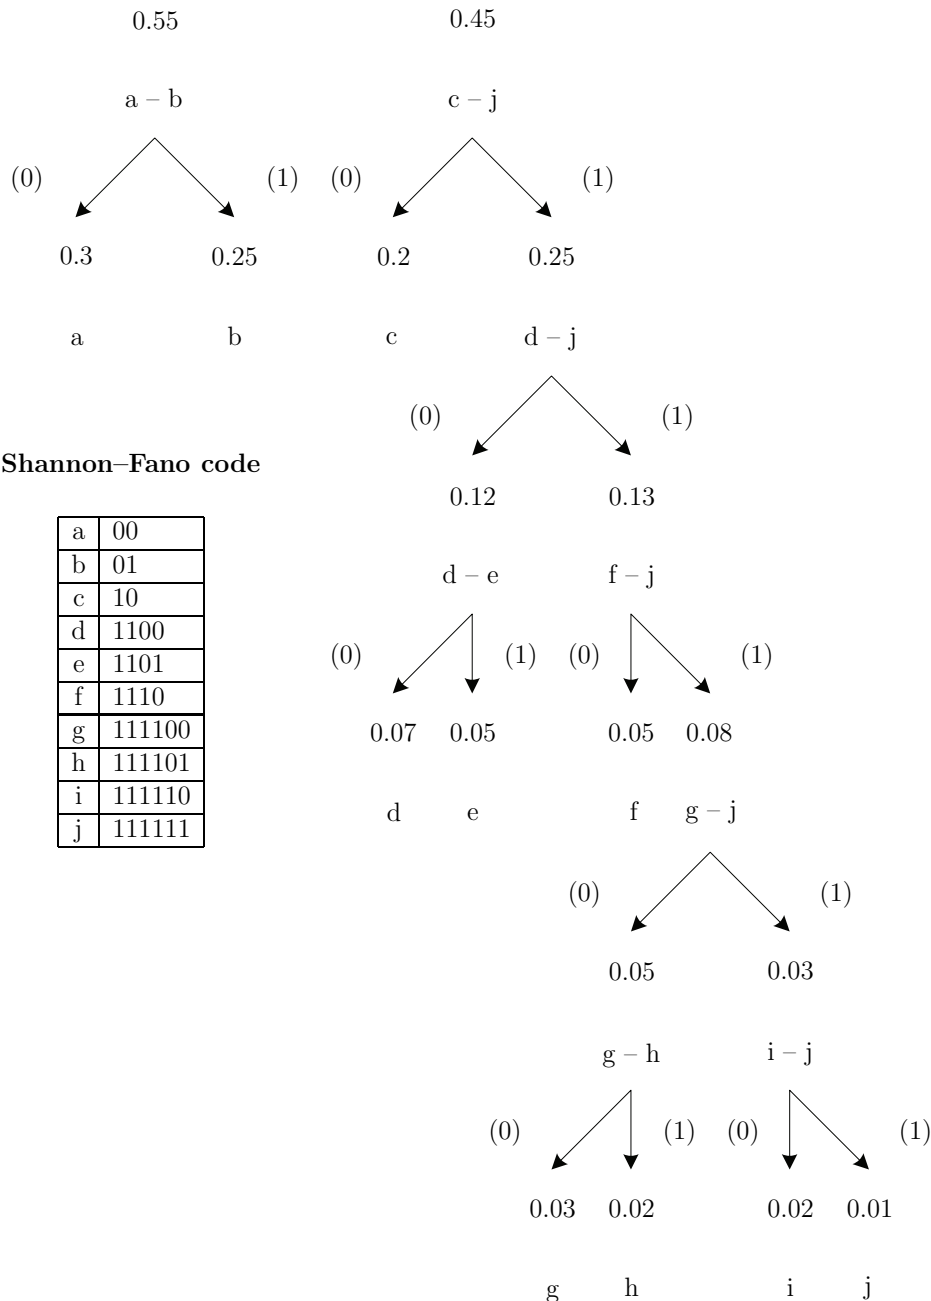 0.55 0.45
a – b c – j
(0) (1) (0) (1)
0.3 0.25 0.2 0.25
a b c d – j
(0) (1)
Shannon–Fano code
0.12 0.13
a 00
b 01
c 10
d 1100
e 1101
f 1110
g 111100
h 111101
i 111110
j 111111
d – e f – j
(0) (1) (0) (1)
0.07 0.05 0.05 0.08
d e f g – j
(0) (1)
0.05 0.03
g – h i – j
(0) (1) (0) (1)
0.03 0.02 0.02 0.01
g h i j